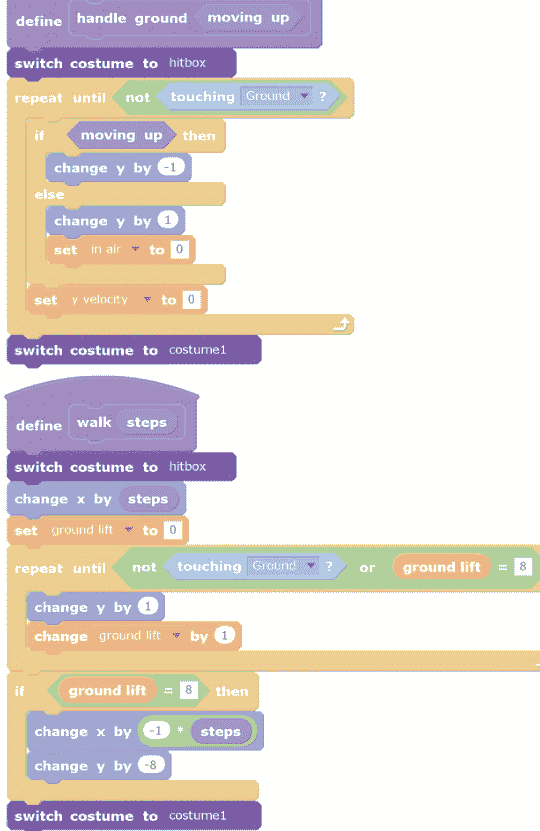 define handle ground moving up
switch costume to hitbox
repeat until not touching Ground ?
if moving up then
change y by -1
else
change y by 1
set in air to 0
set y velocity to 0
switch costume to costume1
define walk steps
switch costume to hitbox
change x by steps
set ground lift to 0
repeat until not touching Ground ? or ground lift = 8
change y by 1
change ground lift by 1
if ground lift = 8 then
change x by -1 * steps
change y by -8
switch costume to costume1